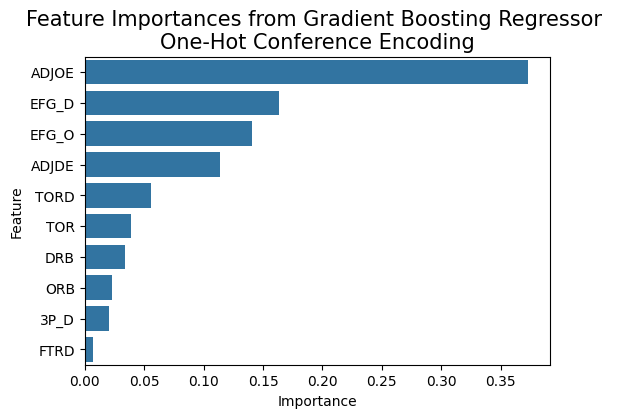 Feature Importances from Gradient Boosting Regressor
One-Hot Conference Encoding
ADJOE
EFG_D
EFG_O
ADJDE
TORD
TOR
DRB
ORB
3P_D
FTRD
Feature
0.00 0.05 0.10 0.15 0.20 0.25 0.30 0.35
Importance